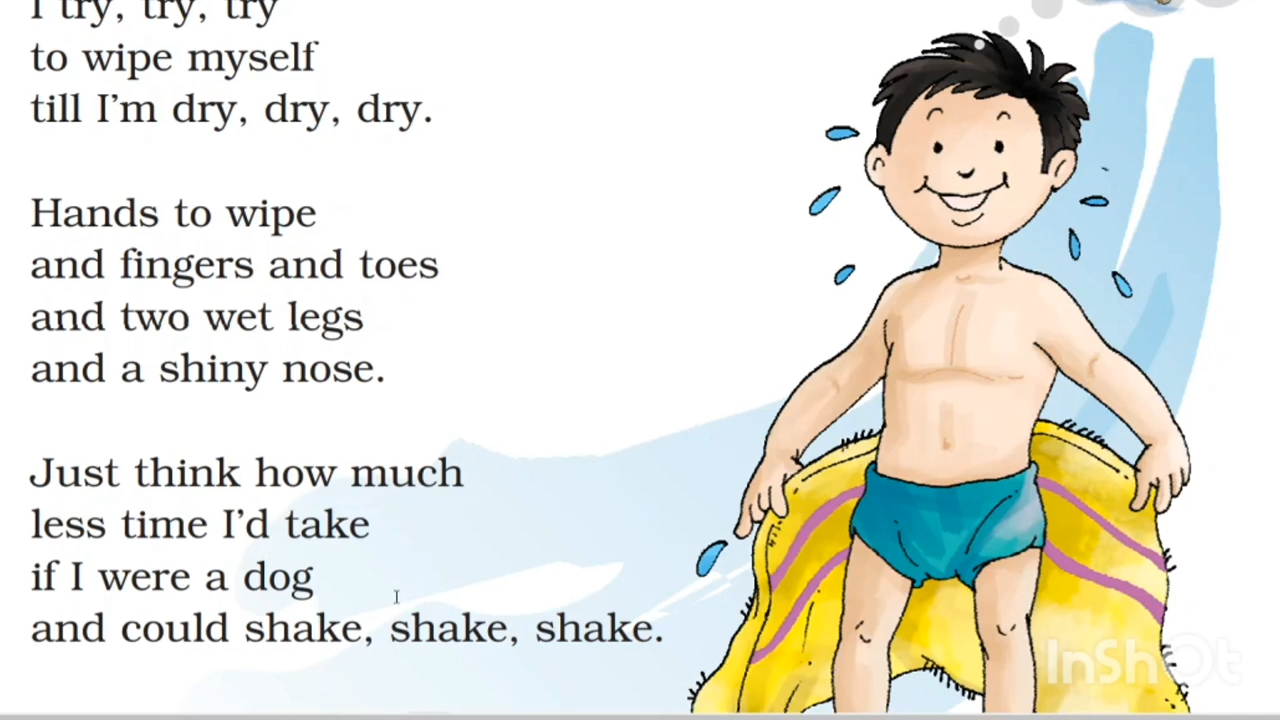 I try, try, try
to wipe myself
till I'm dry, dry, dry.
Hands to wipe
and fingers and toes
and two wet legs
and a shiny nose.
Just think how much
less time I'd take
if I were a dog
and could shake, shake, shake.
InShOt